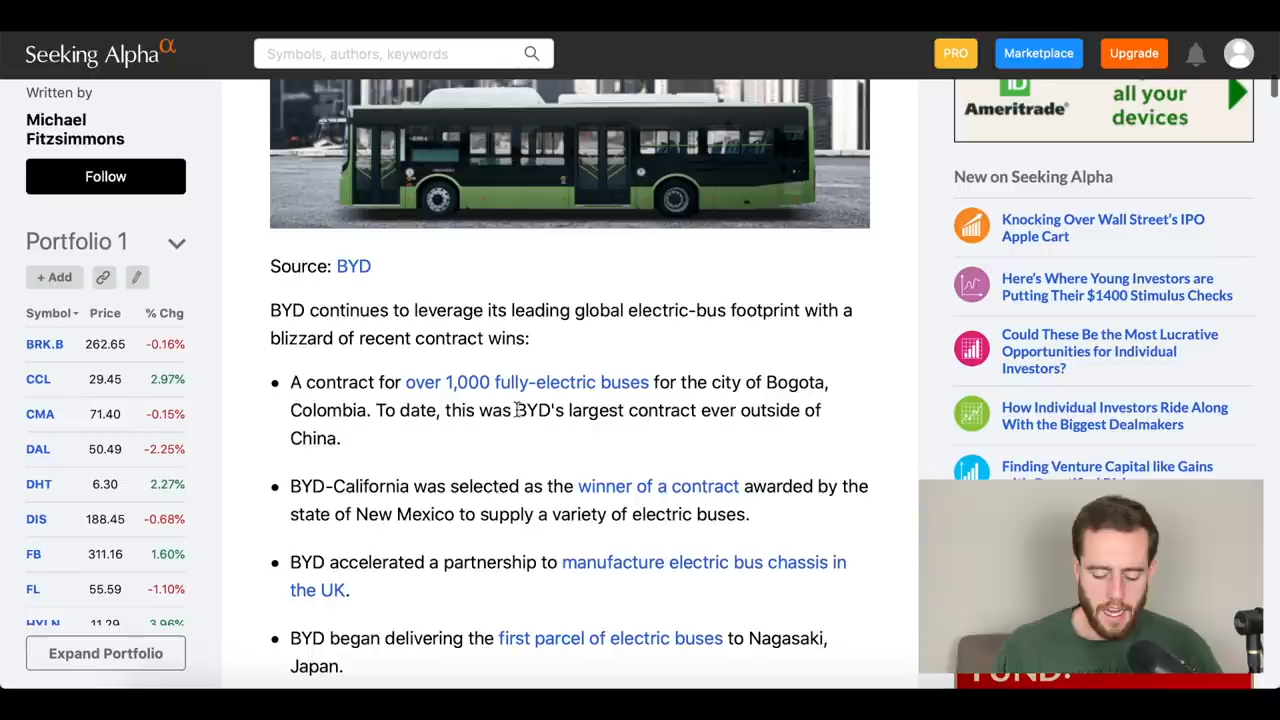 Seeking Alpha α
Symbols, authors, keywords
PRO
Marketplace
Upgrade
Written by
Michael
Fitzsimmons
Follow
Portfolio 1
+ Add
Symbol Price % Chg
BRK.B 262.65 -0.16%
CCL 29.45 2.97%
CMA 71.40 -0.15%
DAL 50.49 -2.25%
DHT 6.30 2.27%
DIS 188.45 -0.68%
FB 311.16 1.60%
FL 55.59 -1.10%
HYLN 11.29 3.96%
Expand Portfolio
Source: BYD
BYD continues to leverage its leading global electric-bus footprint with a
blizzard of recent contract wins:
• A contract for over 1,000 fully-electric buses for the city of Bogota,
Colombia. To date, this was BYD's largest contract ever outside of
China.
• BYD-California was selected as the winner of a contract awarded by the
state of New Mexico to supply a variety of electric buses.
• BYD accelerated a partnership to manufacture electric bus chassis in
the UK.
• BYD began delivering the first parcel of electric buses to Nagasaki,
Japan.
TD
Ameritrade
all your
devices
New on Seeking Alpha
Knocking Over Wall Street's IPO
Apple Cart
Here's Where Young Investors are
Putting Their $1400 Stimulus Checks
Could These Be the Most Lucrative
Opportunities for Individual
Investors?
How Individual Investors Ride Along
With the Biggest Dealmakers
Finding Venture Capital like Gains
FUND.